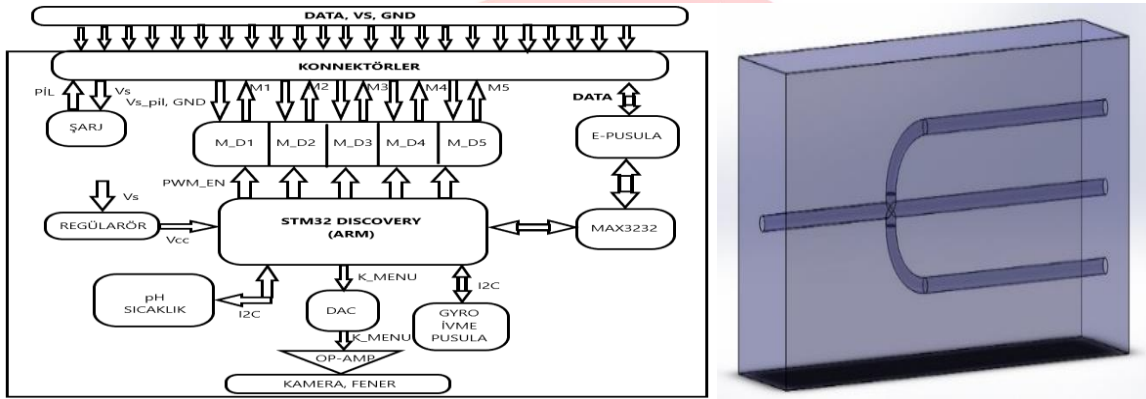 DATA, VS, GND
KONNEKTÖRLER
PİL
Vs
Vs_pil, GND
M1
M2
M3
M4
M5
DATA
ŞARJ
M_D1
M_D2
M_D3
M_D4
M_D5
E-PUSULA
PWM_EN
Vs
REGÜLARÖR
Vcc
STM32 DISCOVERY
(ARM)
MAX3232
pH
SICAKLIK
I2C
K_MENU
DAC
I2C
GYRO
İVME
PUSULA
K_MENU
OP-AMP
KAMERA, FENER